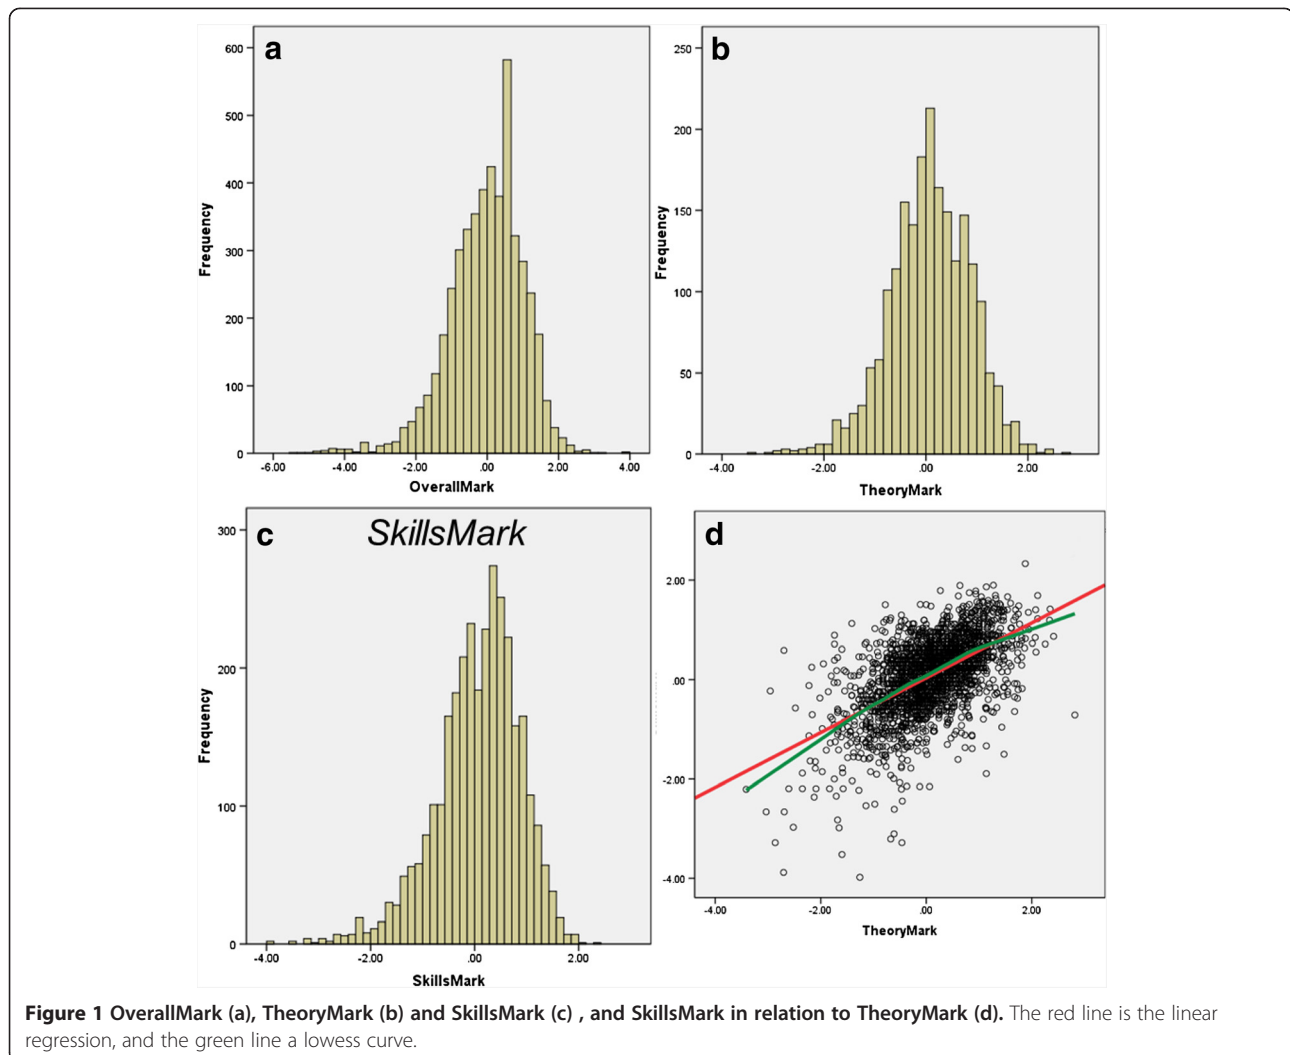 a
600
500
400
300
200
100
0
Frequency
-6.00 -4.00 -2.00 .00 2.00 4.00
OverallMark
b
250
200
150
100
50
0
Frequency
-4.00 -2.00 .00 2.00
TheoryMark
c
SkillsMark
300
200
100
0
Frequency
-4.00 -2.00 .00 2.00
SkillsMark
d
2.00
.00
-2.00
-4.00
-4.00 -2.00 .00 2.00
TheoryMark
Figure 1 OverallMark (a), TheoryMark (b) and SkillsMark (c) , and SkillsMark in relation to TheoryMark (d). The red line is the linear
regression, and the green line a lowess curve.